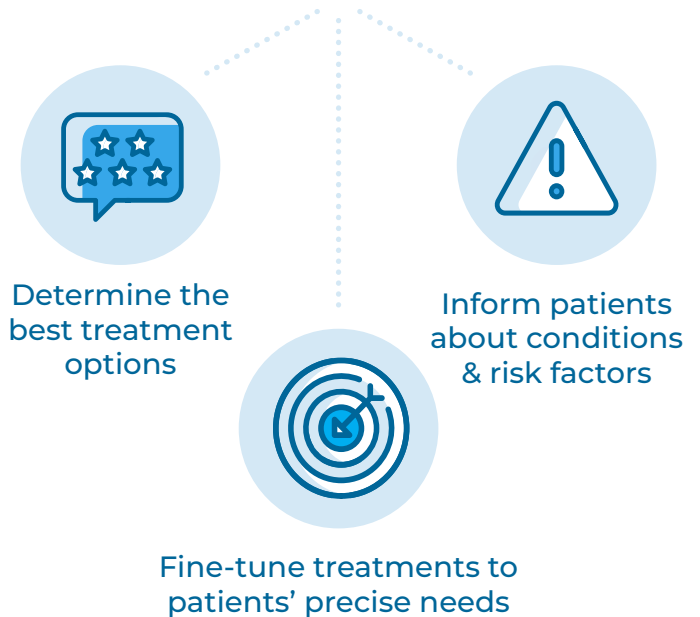 Determine the
best treatment
options
Inform patients
about conditions
& risk factors
Fine-tune treatments to
patients’ precise needs